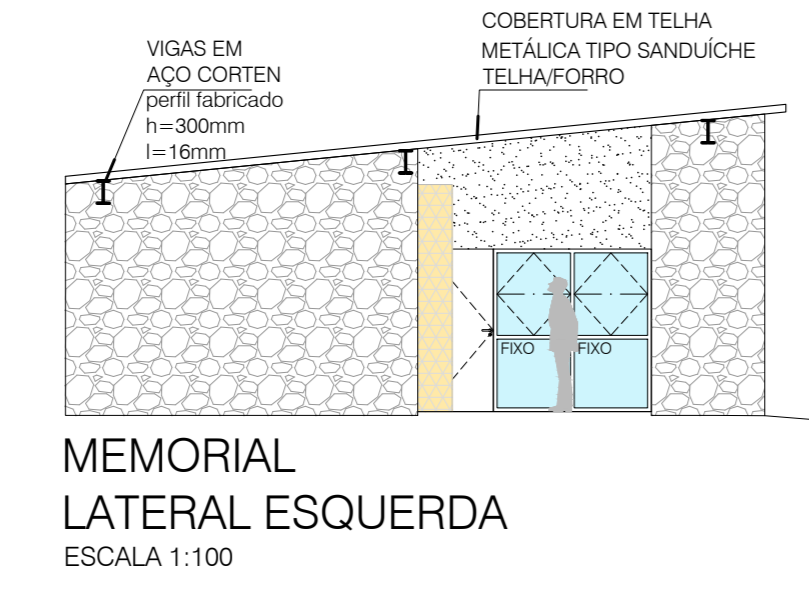 VIGAS EM
AÇO CORTEN
perfil fabricado
h=300mm
l=16mm
COBERTURA EM TELHA
METÁLICA TIPO SANDUÍCHE
TELHA/FORRO
FIXO
FIXO
MEMORIAL
LATERAL ESQUERDA
ESCALA 1:100